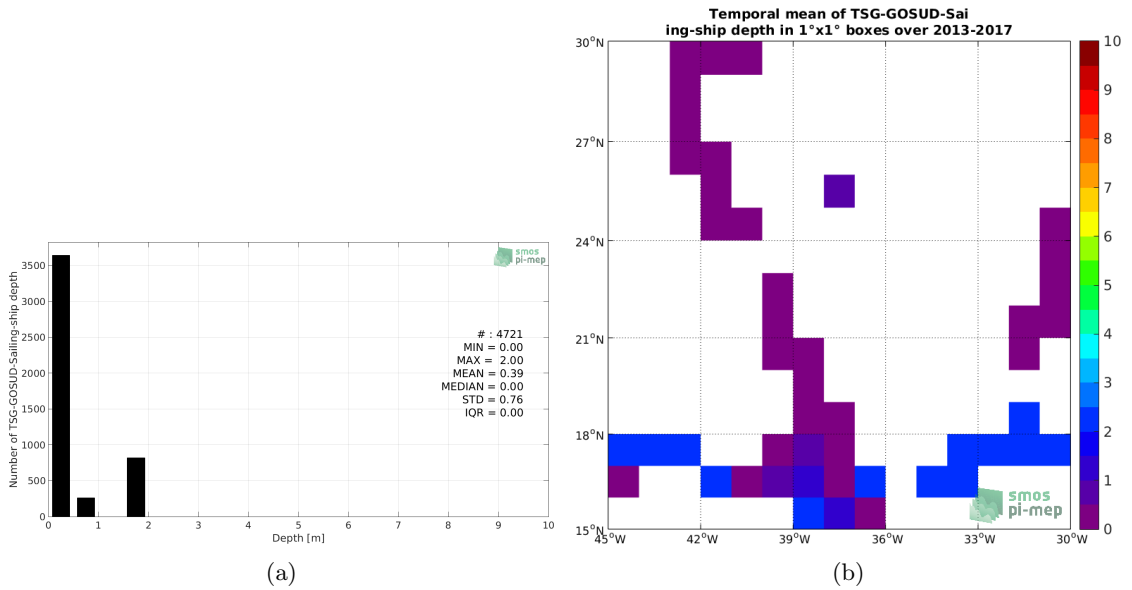 Number of TSG-GOSUD-Sailing-ship depth
3500
3000
2500
2000
1500
1000
500
0
smos
pi-mep
# : 4721
MIN = 0.00
MAX = 2.00
MEAN = 0.39
MEDIAN = 0.00
STD = 0.76
IQR = 0.00
0 1 2 3 4 5 6 7 8 9 10
Depth [m]
(a)
Temporal mean of TSG-GOSUD-Sai
ing-ship depth in 1°x1° boxes over 2013-2017
30°N
27°N
24°N
21°N
18°N
15°N
45°W 42°W 39°W 36°W 33°W 30°W
smos
pi-mep
10
9
8
7
6
5
4
3
2
1
0
(b)